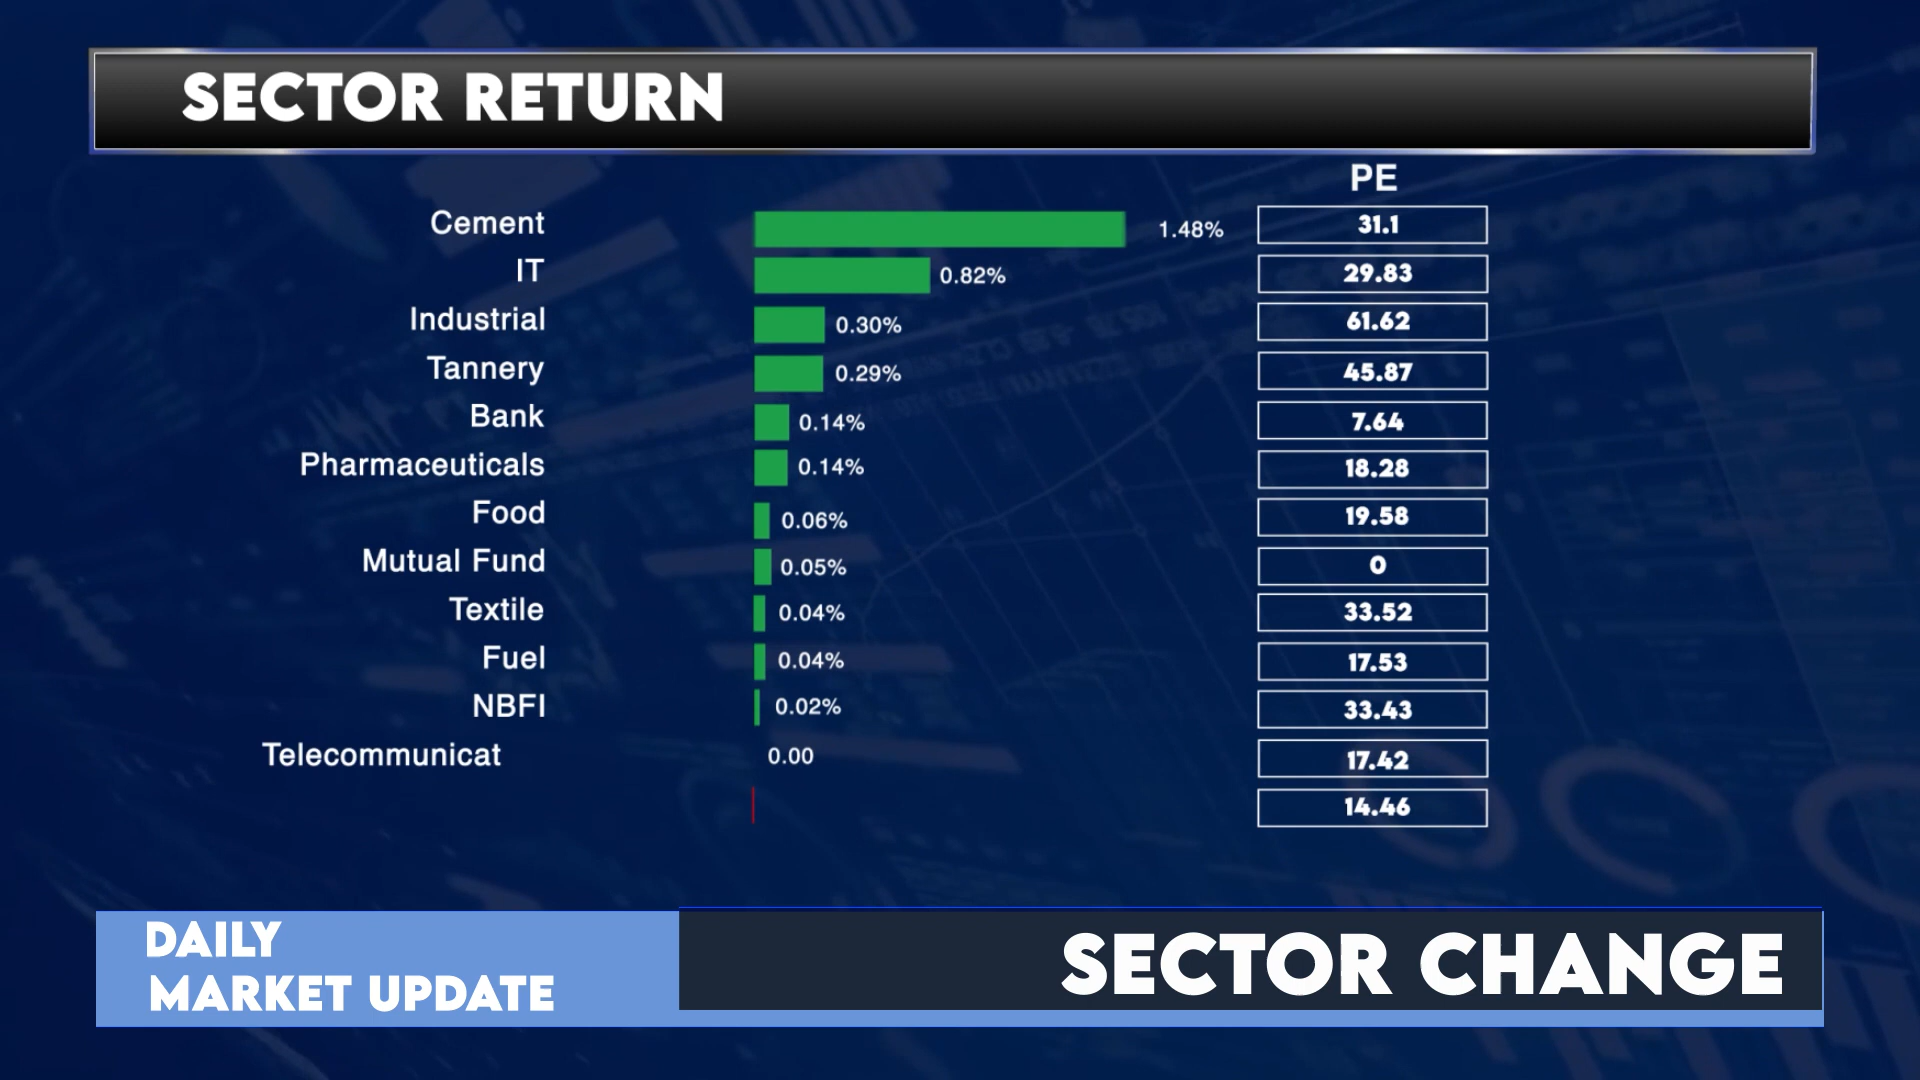 SECTOR RETURN
PE
Cement 1.48% 31.1
IT 0.82% 29.83
Industrial 0.30% 61.62
Tannery 0.29% 45.87
Bank 0.14% 7.64
Pharmaceuticals 0.14% 18.28
Food 0.06% 19.58
Mutual Fund 0.05% 0
Textile 0.04% 33.52
Fuel 0.04% 17.53
NBFI 0.02% 33.43
Telecommunicat 0.00 17.42
14.46
DAILY
MARKET UPDATE
SECTOR CHANGE